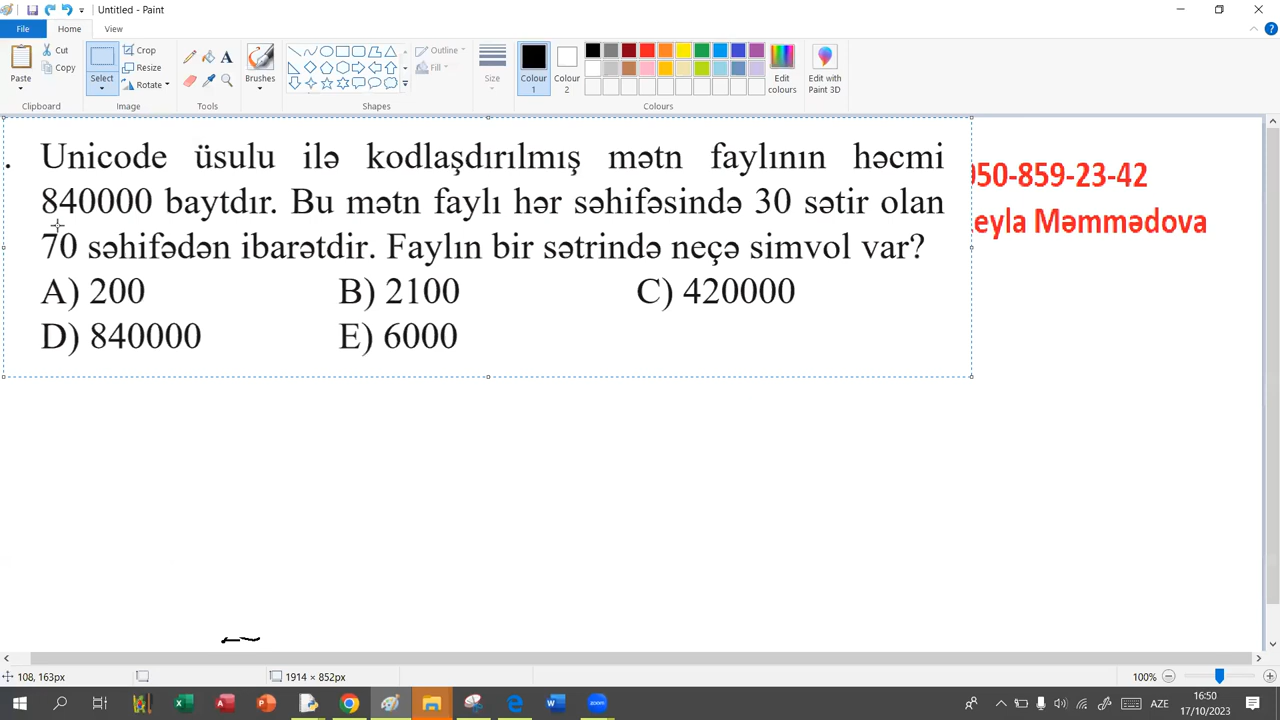 Untitled - Paint
File
Home
View
Paste
Cut
Copy
Clipboard
Select
Crop
Resize
Rotate
Image
Tools
Brushes
Outline
Fill
Shapes
Size
Colour
1
Colour
2
Edit
colours
Edit with
Paint 3D
Colours
. Unicode üsulu ilə kodlaşdırılmış mətn faylının həcmi
840000 baytdır. Bu mətn faylı hər səhifəsində 30 sətir olan
70 səhifədən ibarətdir. Faylın bir sətrində neçə simvol var?
A) 200 B) 2100 C) 420000
D) 840000 E) 6000
50-859-23-42
eyla Məmmədova
108, 163px
1914 × 852px
100%
AZE
16:50
17/10/2023